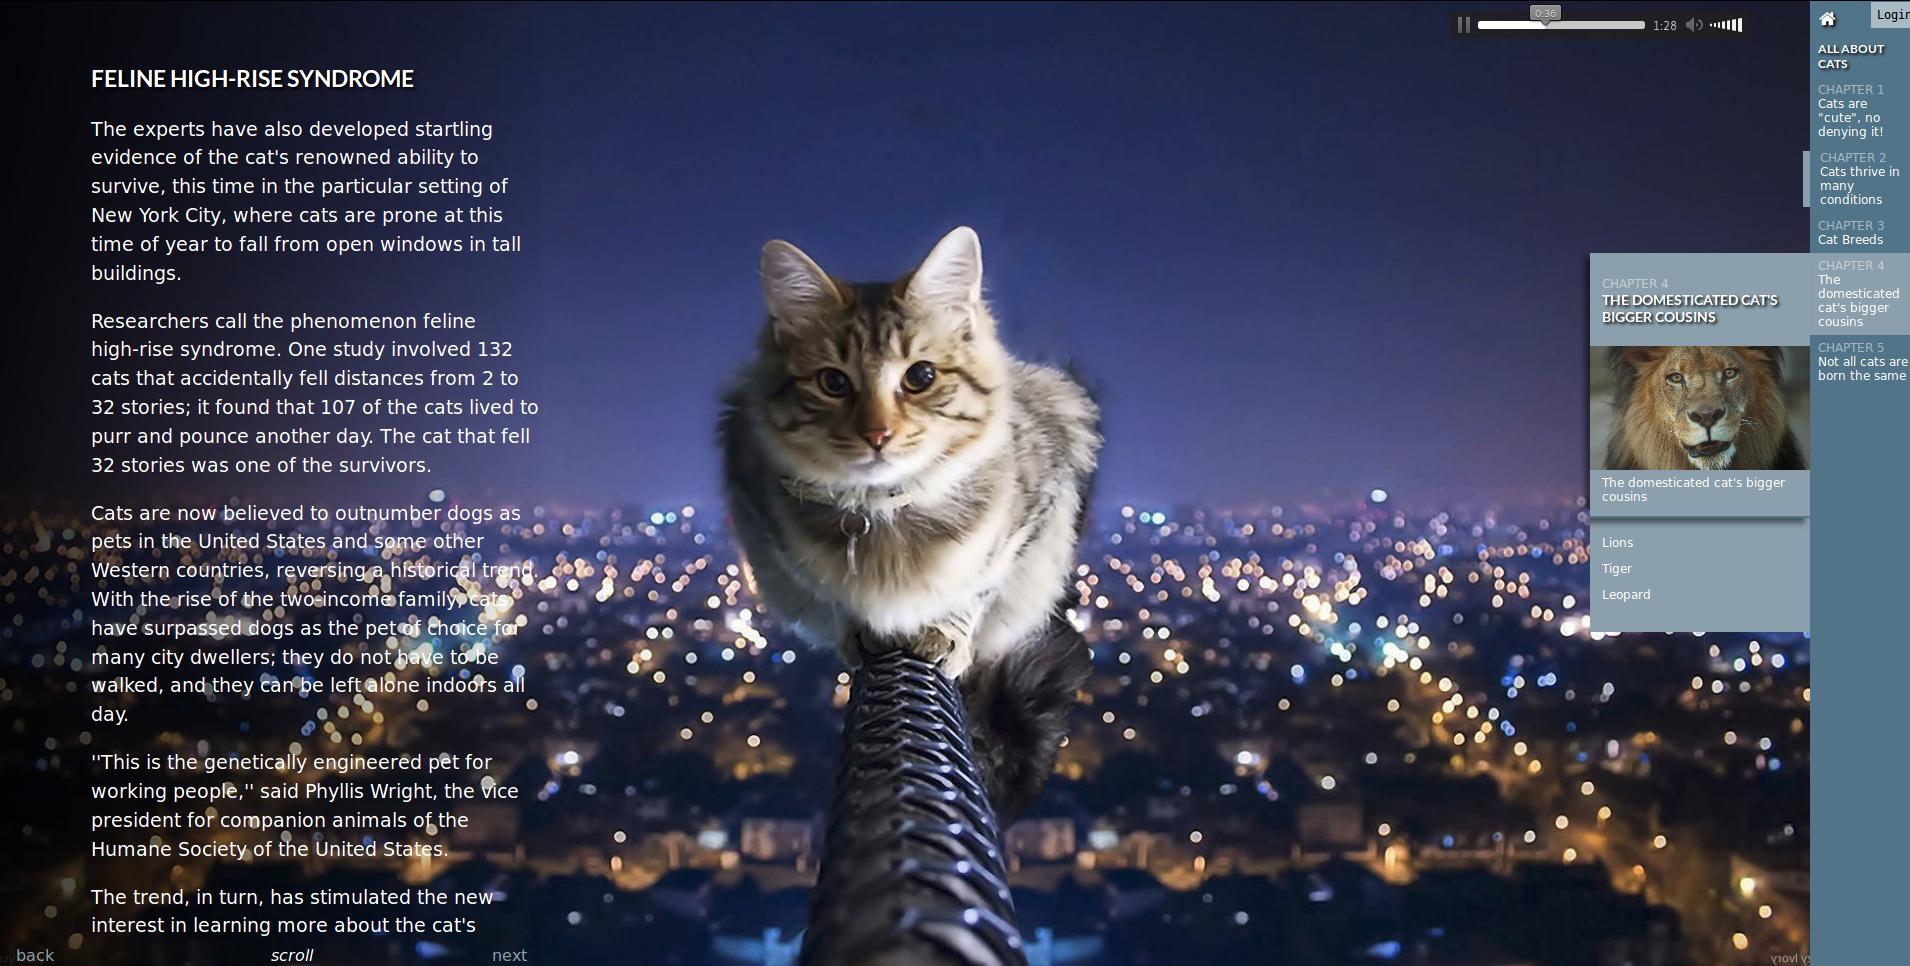 FELINE HIGH-RISE SYNDROME
The experts have also developed startling
evidence of the cat's renowned ability to
survive, this time in the particular setting of
New York City, where cats are prone at this
time of year to fall from open windows in tall
buildings.
Researchers call the phenomenon feline
high-rise syndrome. One study involved 132
cats that accidentally fell distances from 2 to
32 stories; it found that 107 of the cats lived to
purr and pounce another day. The cat that fell
32 stories was one of the survivors.
Cats are now believed to outnumber dogs as
pets in the United States and some other
Western countries, reversing a historical trend.
With the rise of the two-income family, cats
have surpassed dogs as the pet of choice for
many city dwellers; they do not have to be
walked, and they can be left alone indoors all
day.
''This is the genetically engineered pet for
working people,'' said Phyllis Wright, the vice
president for companion animals of the
Humane Society of the United States.
The trend, in turn, has stimulated the new
interest in learning more about the cat's
back
scroll
next
0:36
1:28
Login
ALL ABOUT
CATS
CHAPTER 1
Cats are
"cute", no
denying it!
CHAPTER 2
Cats thrive in
many
conditions
CHAPTER 3
Cat Breeds
CHAPTER 4
The
domesticated
cat's bigger
cousins
CHAPTER 5
Not all cats are
born the same
CHAPTER 4
THE DOMESTICATED CAT'S
BIGGER COUSINS
The domesticated cat's bigger
cousins
Lions
Tiger
Leopard